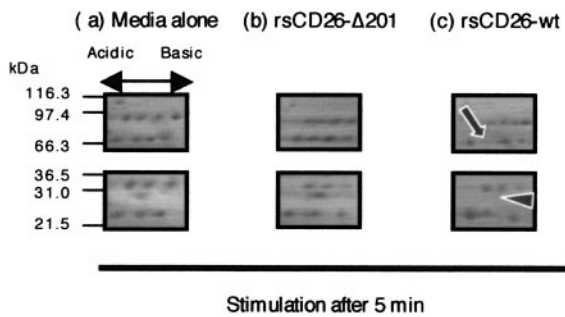 ( a) Media alone (b) rsCD26-Δ201 (c) rsCD26-wt
Acidic Basic
kDa
116.3
97.4
66.3
36.5
31.0
21.5
Stimulation after 5 min